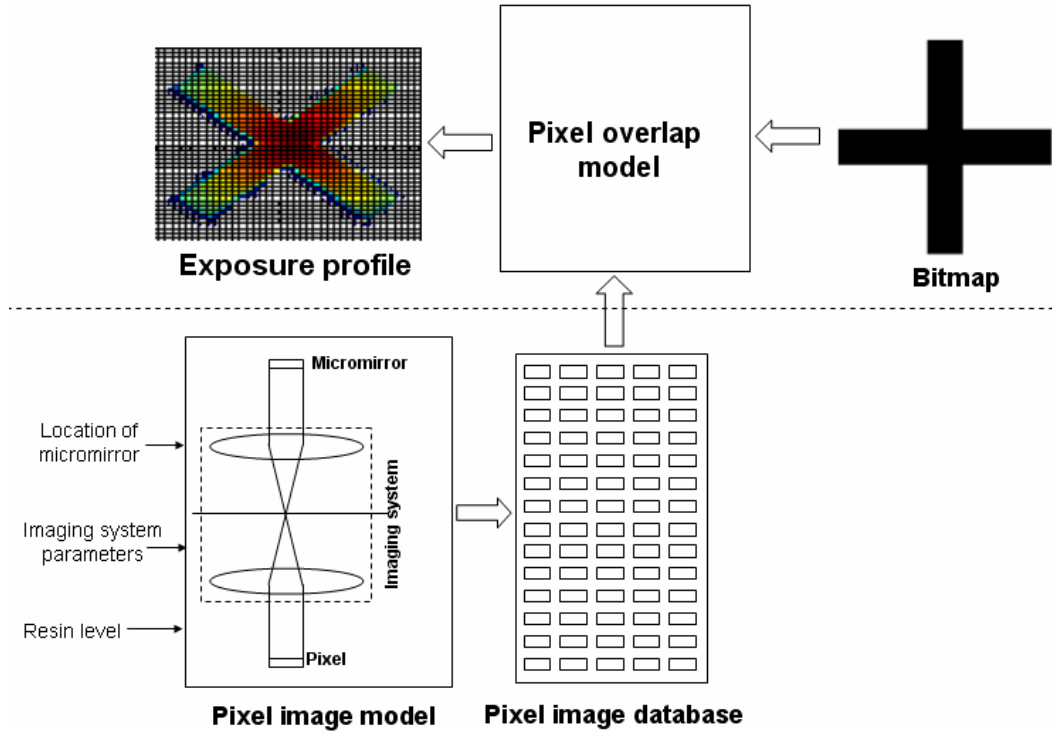 Pixel overlap
model
Exposure profile
Bitmap
Micromirror
Location of
micromirror
Imaging system
Imaging system
parameters
Resin level
Pixel
Pixel image model
Pixel image database